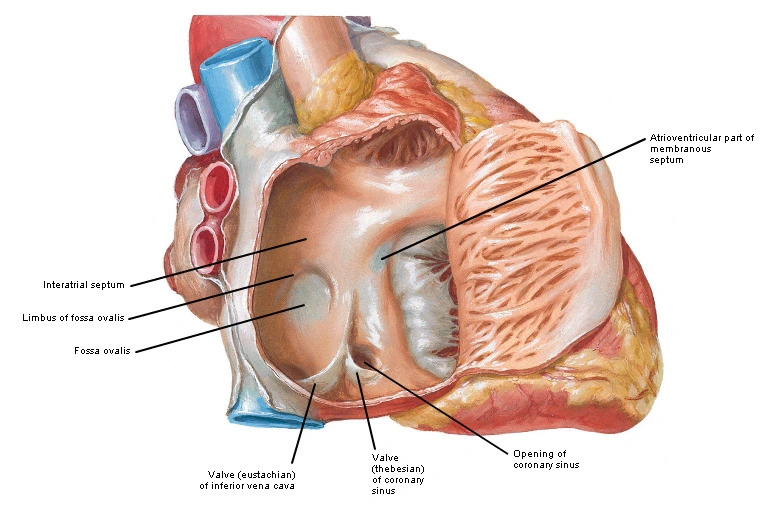 Atrioventricular part of
membranous
septum
Interatrial septum
Limbus of fossa ovalis
Fossa ovalis
Valve (eustachian)
of inferior vena cava
Valve
(thebesian)
of coronary
sinus
Opening of
coronary sinus